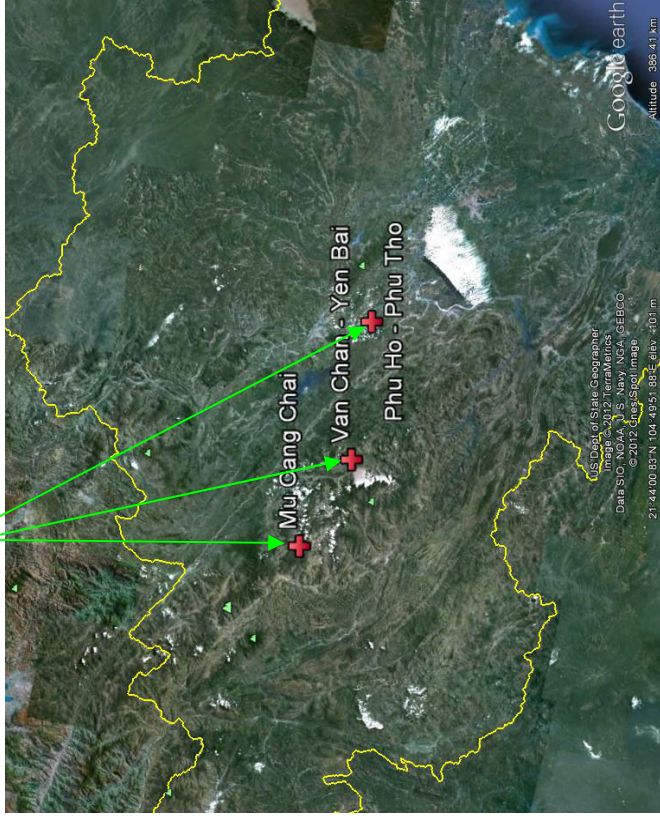 Mu Cang Chai
Van Chan - Yen Bai
Phu Ho - Phu Tho
US Dept of State Geographer
Image © 2012 TerraMetrics
Data SIO, NOAA, U.S. Navy, NGA, GEBCO
© 2012 Cnes/Spot Image
Google earth
21°44'00.83"N 104°49'51.88"E elev 101 m
Altitude 386.41 km